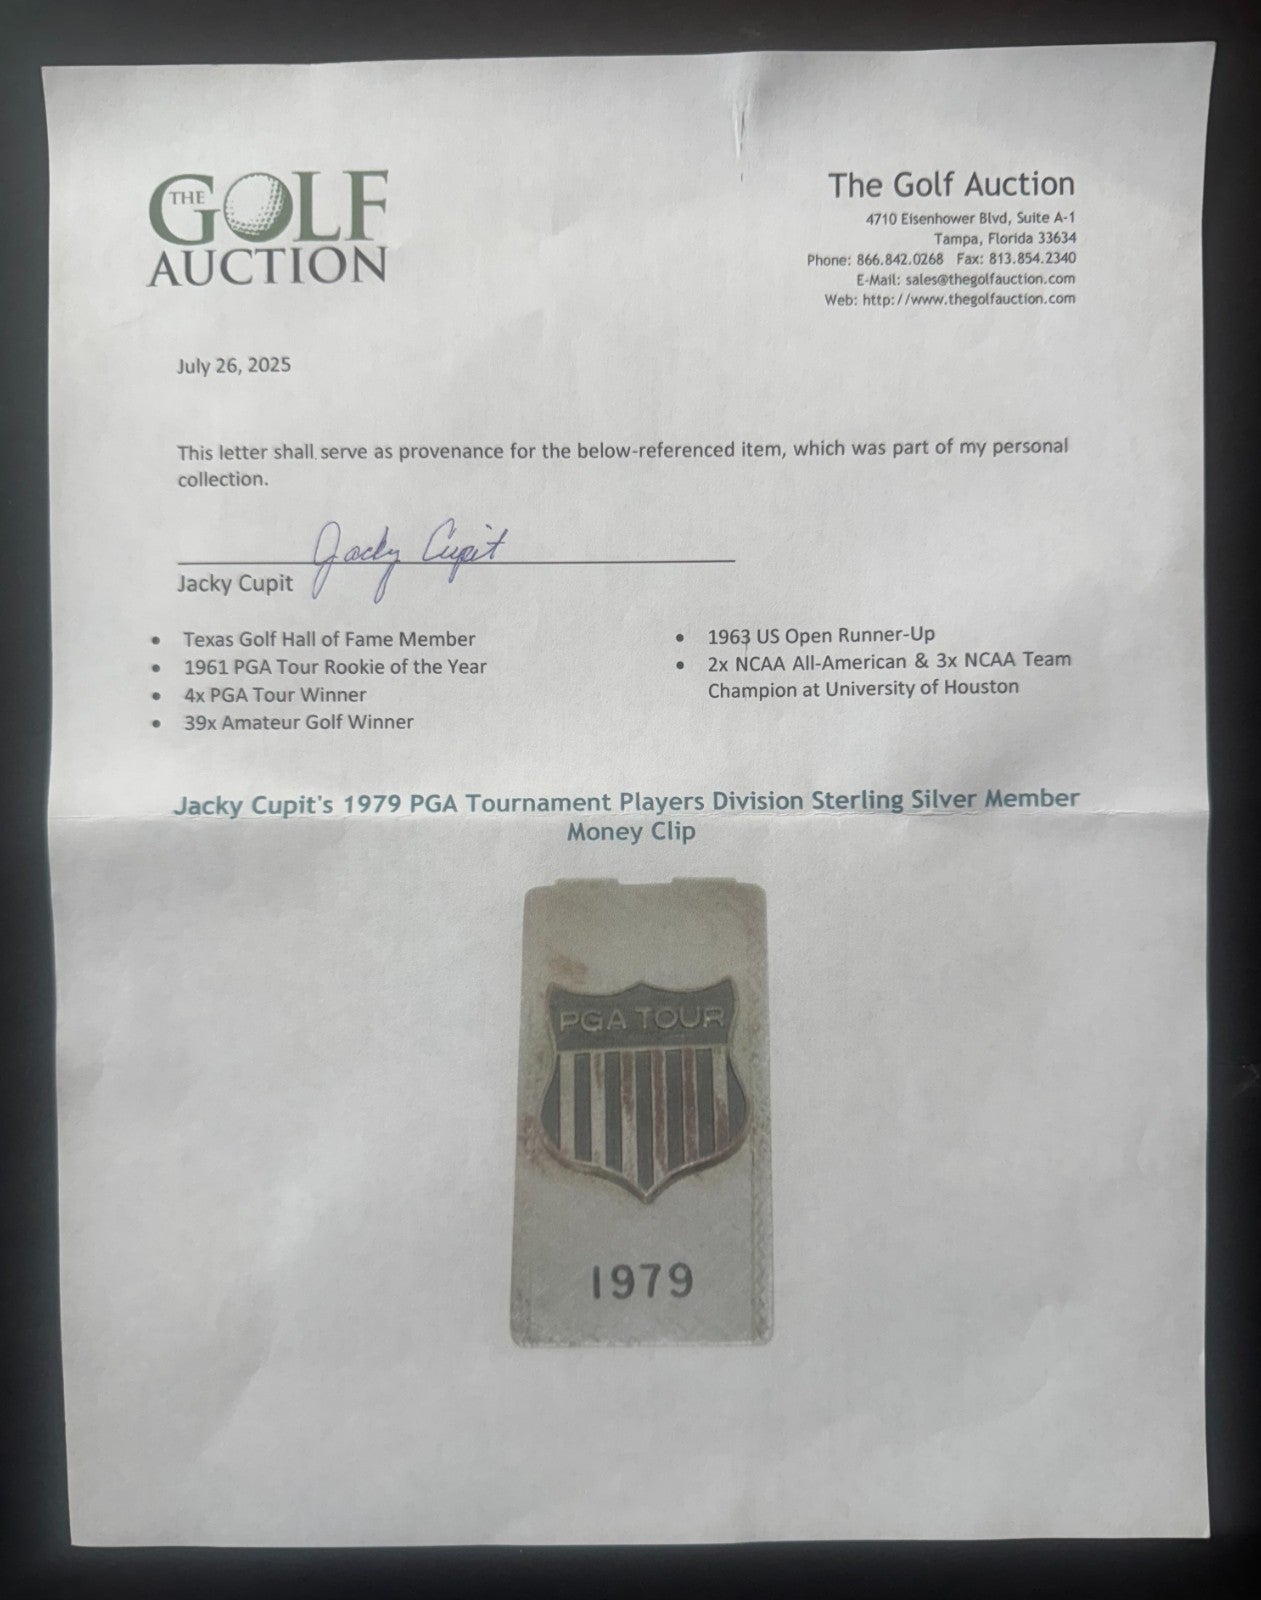 THE
GOLF
AUCTION
The Golf Auction
4710 Eisenhower Blvd, Suite A-1
Tampa, Florida 33634
Phone: 866.842.0268 Fax: 813.854.2340
E-Mail: sales@thegolfauction.com
Web: http://www.thegolfauction.com
July 26, 2025
This letter shall serve as provenance for the below-referenced item, which was part of my personal
collection.
Jacky Cupit
Jacky Cupit
• Texas Golf Hall of Fame Member
• 1961 PGA Tour Rookie of the Year
• 4x PGA Tour Winner
• 39x Amateur Golf Winner
• 1963 US Open Runner-Up
• 2x NCAA All-American & 3x NCAA Team
Champion at University of Houston
Jacky Cupit's 1979 PGA Tournament Players Division Sterling Silver Member
Money Clip
PGA TOUR
1979